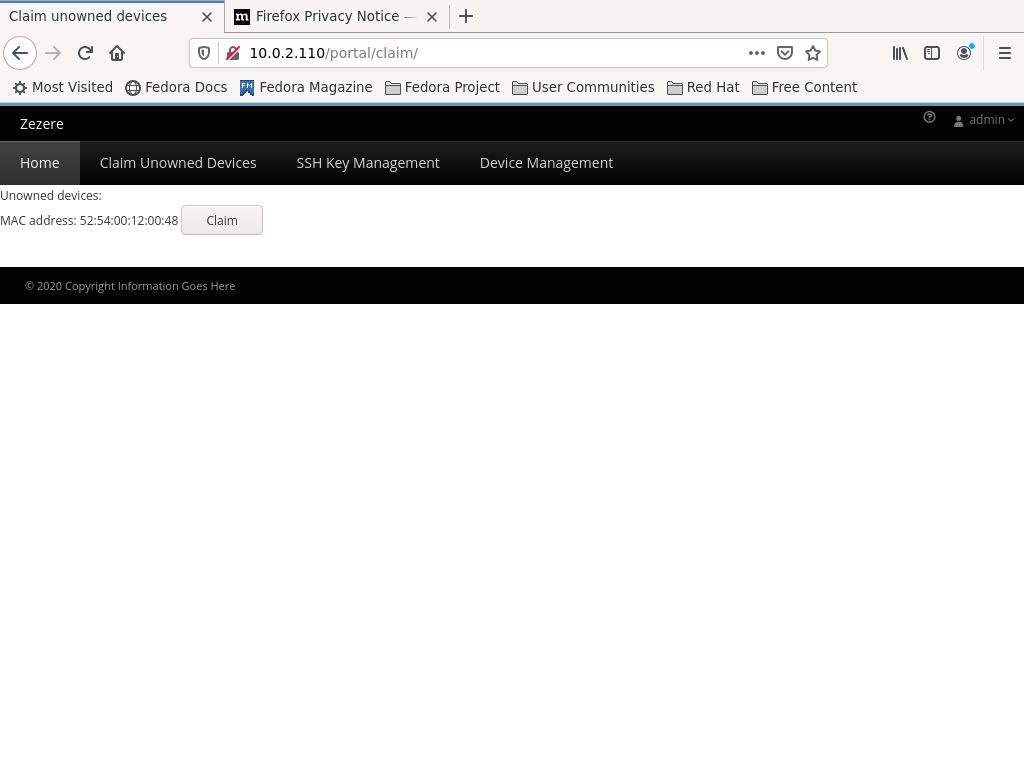 Claim unowned devices
Firefox Privacy Notice —
10.0.2.110/portal/claim/
Most Visited Fedora Docs Fedora Magazine Fedora Project User Communities Red Hat Free Content
Zezere
admin
Home Claim Unowned Devices SSH Key Management Device Management
Unowned devices:
MAC address: 52:54:00:12:00:48 Claim
© 2020 Copyright Information Goes Here